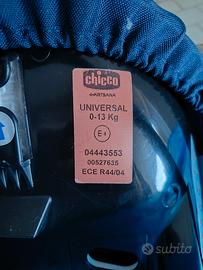 chicco
ARTSANA
UNIVERSAL
0-13 Kg
E4
04443553
00527635
ECE R44/04
subito